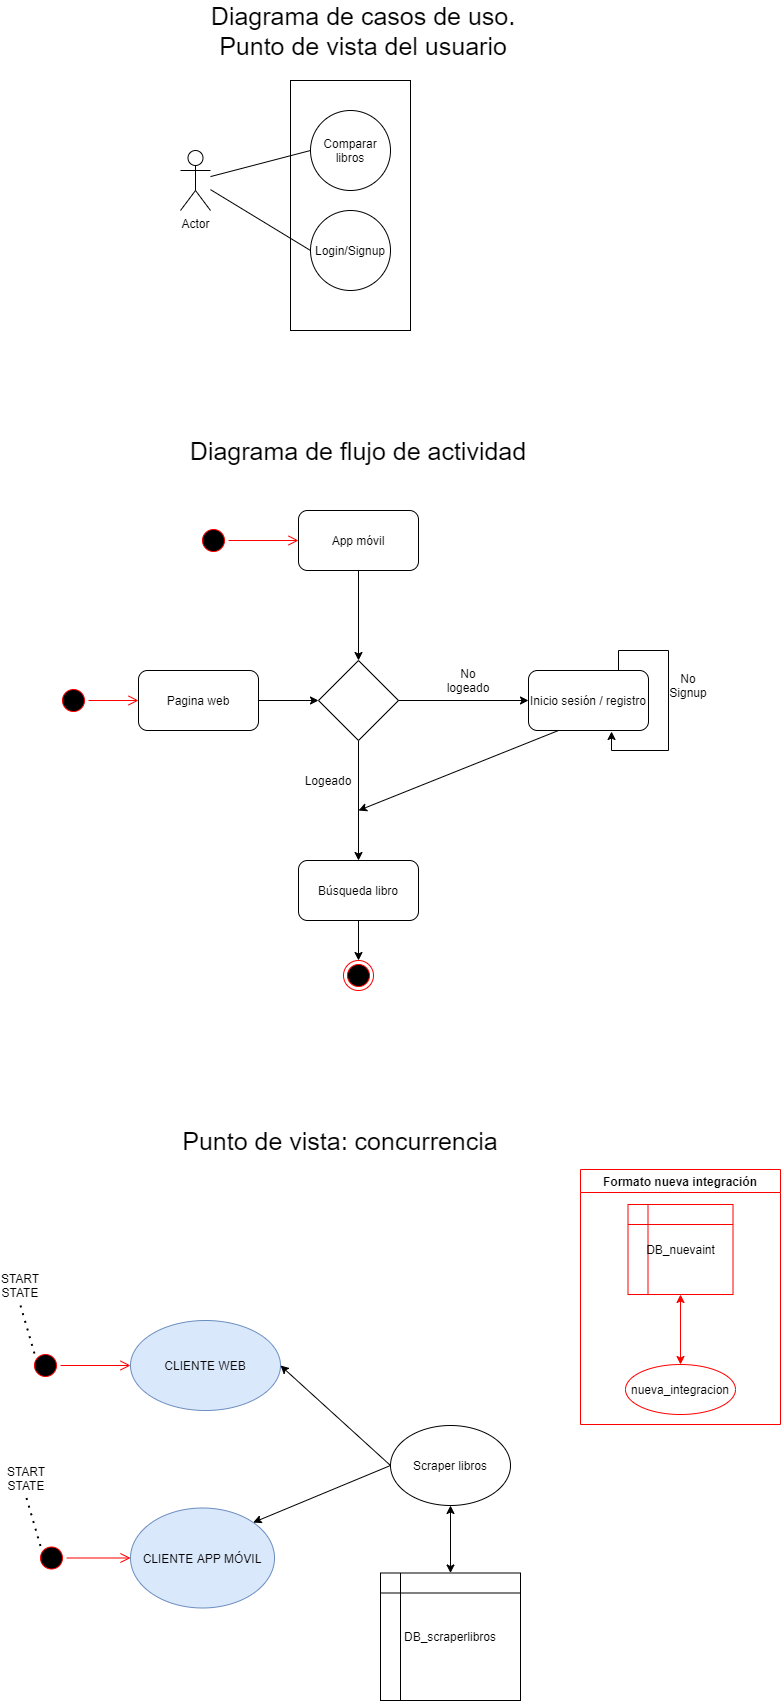 Diagrama de casos de uso.
Punto de vista del usuario
Comparar
libros
Actor
Login/Signup
Diagrama de flujo de actividad
App móvil
No
logeado
No
Signup
Pagina web
Inicio sesión / registro
Logeado
Búsqueda libro
Punto de vista: concurrencia
Formato nueva integración
DB_nuevaint
nueva_integracion
START
STATE
CLIENTE WEB
Scraper libros
START
STATE
CLIENTE APP MÓVIL
DB_scraperlibros